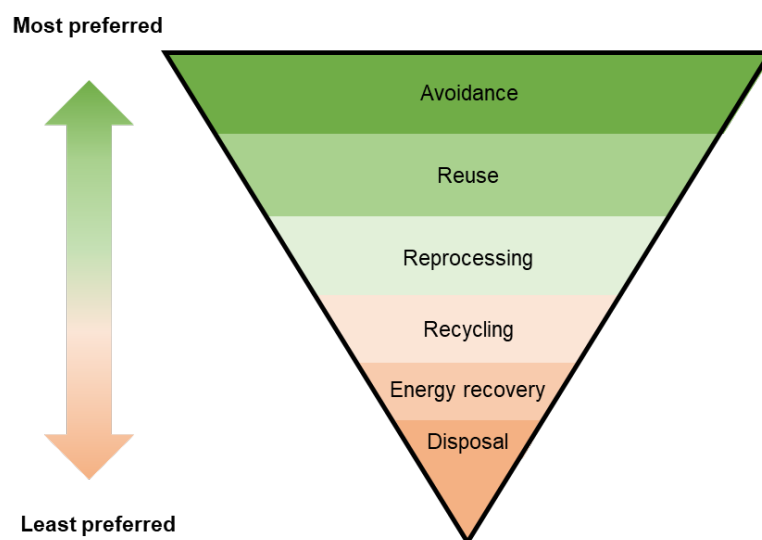 Most preferred
Avoidance
Reuse
Reprocessing
Recycling
Energy recovery
Disposal
Least preferred